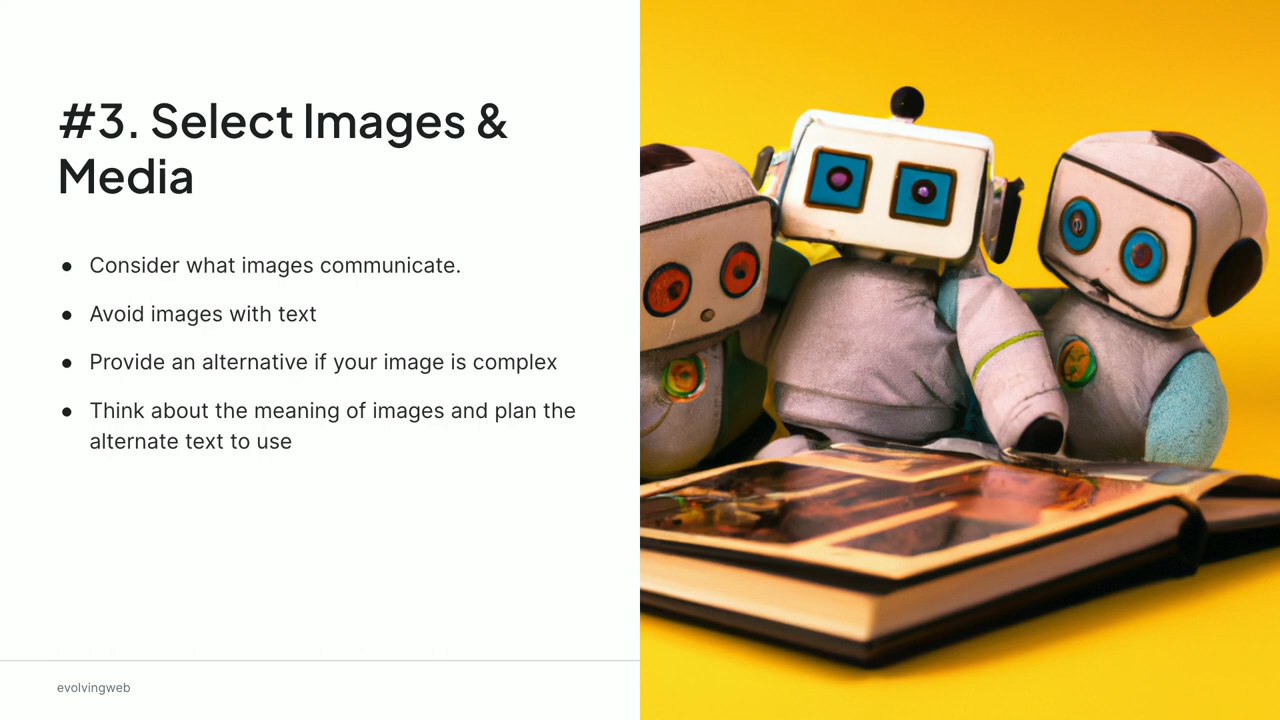 #3. Select Images &
Media
● Consider what images communicate.
● Avoid images with text
● Provide an alternative if your image is complex
● Think about the meaning of images and plan the
alternate text to use
evolvingweb